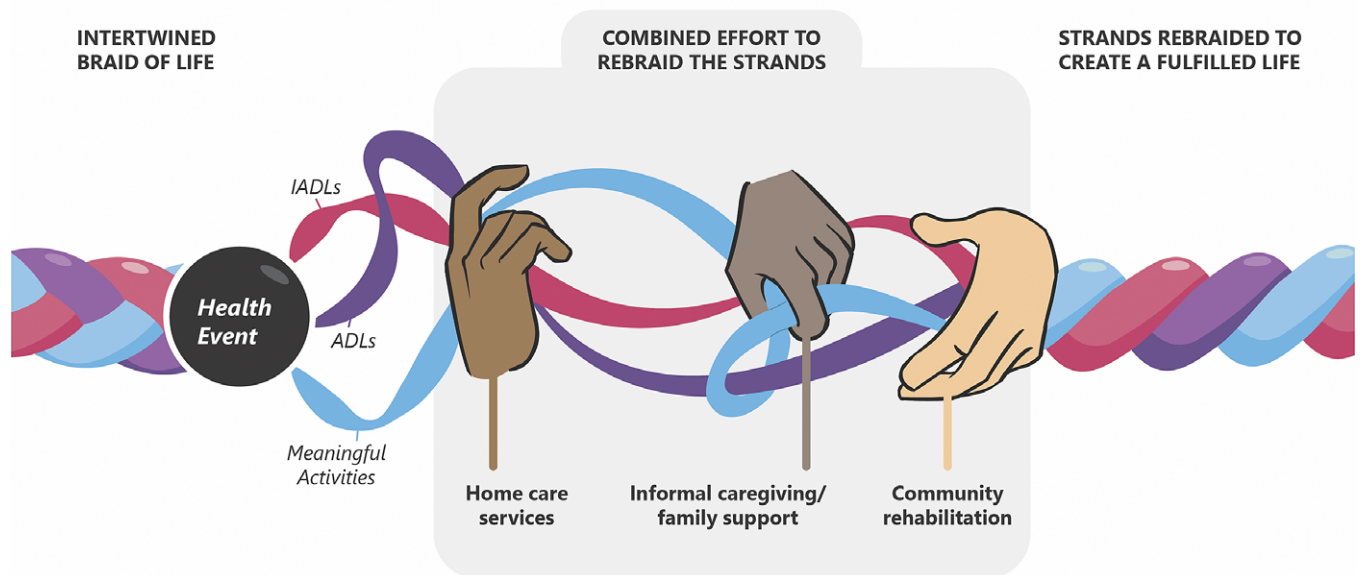 INTERTWINED
BRAID OF LIFE
COMBINED EFFORT TO
REBRAID THE STRANDS
STRANDS REBRAIDED TO
CREATE A FULFILLED LIFE
IADLs
Health
Event
ADLs
Meaningful
Activities
Home care
services
Informal caregiving/
family support
Community
rehabilitation